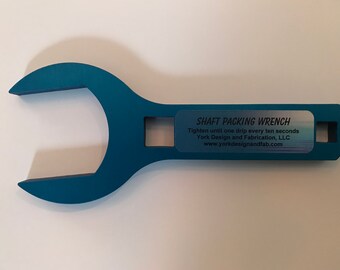 SHAFT PACKING WRENCH
Tighten until one drip every ten seconds
York Design and Fabrication, LLC
www.yorkdesignandfab.com